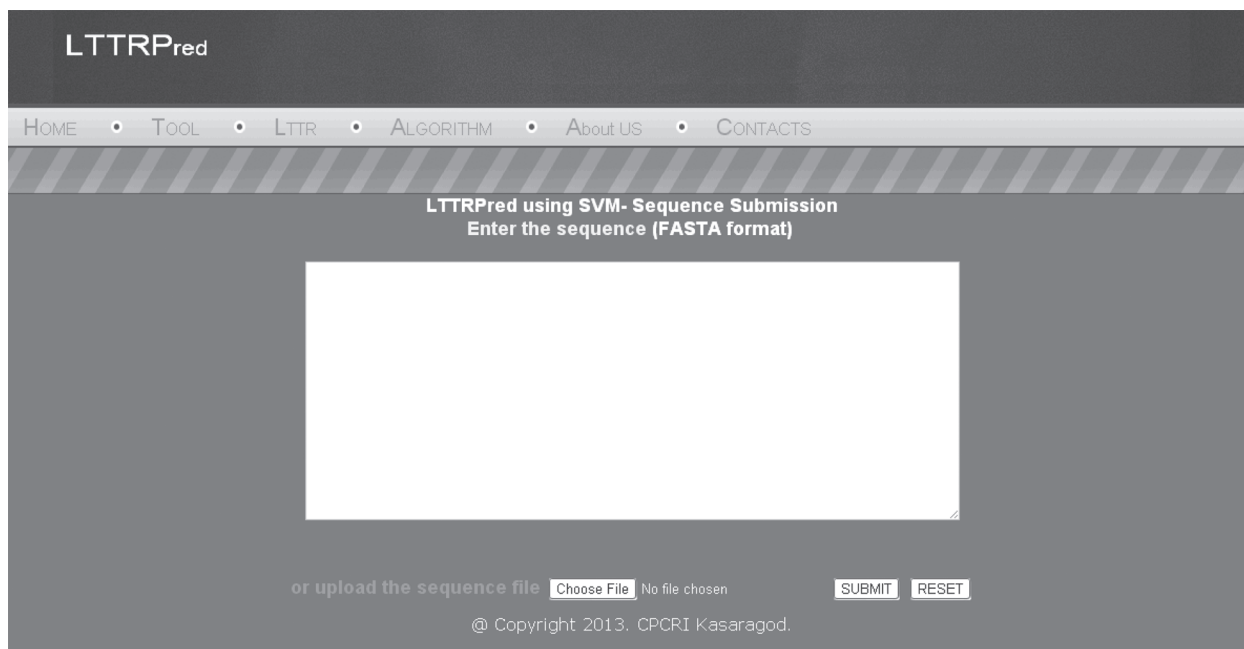 LTTRPred
HOME • TOOL • LTTR • ALGORITHM • About US • CONTACTS
LTTRPred using SVM- Sequence Submission
Enter the sequence (FASTA format)
or upload the sequence file Choose File No file chosen SUBMIT RESET
@ Copyright 2013. CPCRI Kasaragod.